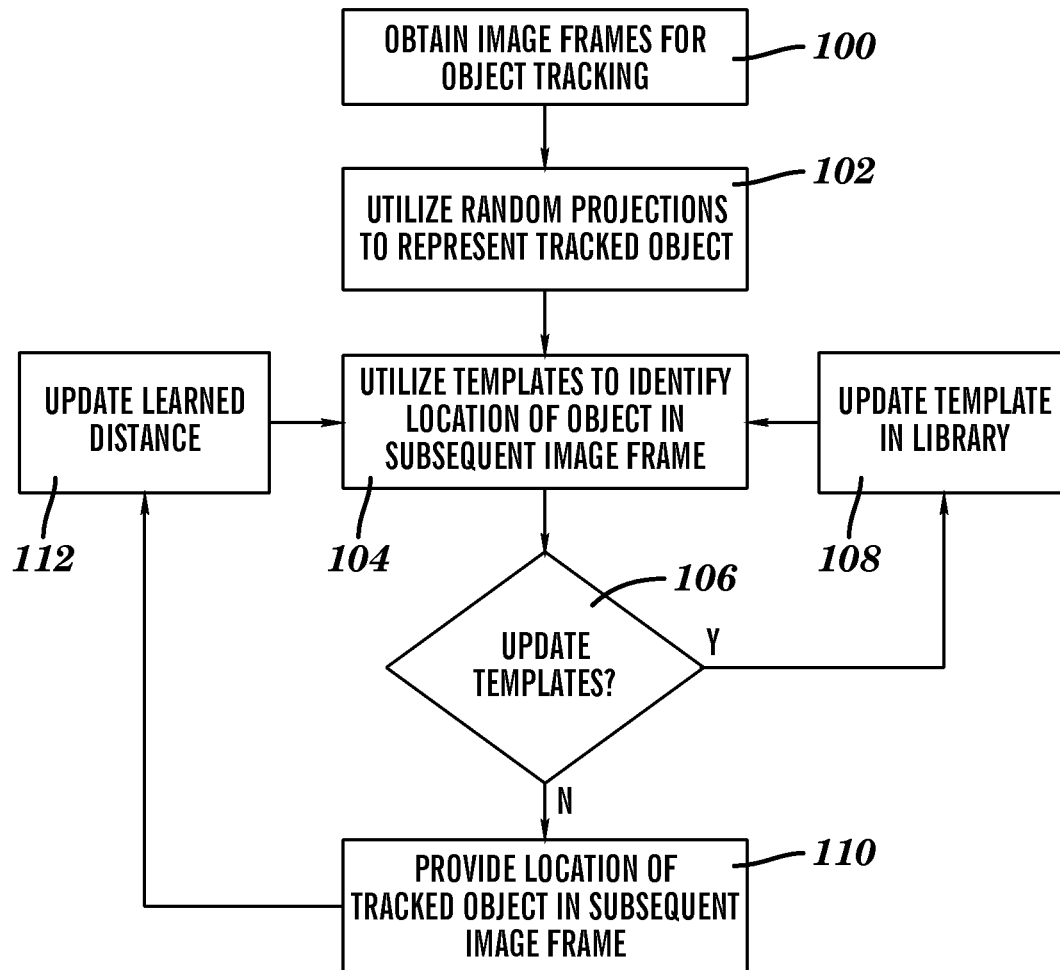 OBTAIN IMAGE FRAMES FOR
OBJECT TRACKING
100
102
UTILIZE RANDOM PROJECTIONS
TO REPRESENT TRACKED OBJECT
UPDATE LEARNED
DISTANCE
112
UTILIZE TEMPLATES TO IDENTIFY
LOCATION OF OBJECT IN
SUBSEQUENT IMAGE FRAME
104
UPDATE TEMPLATE
IN LIBRARY
108
106
UPDATE
TEMPLATES?
Y
N
PROVIDE LOCATION OF
TRACKED OBJECT IN SUBSEQUENT
IMAGE FRAME
110